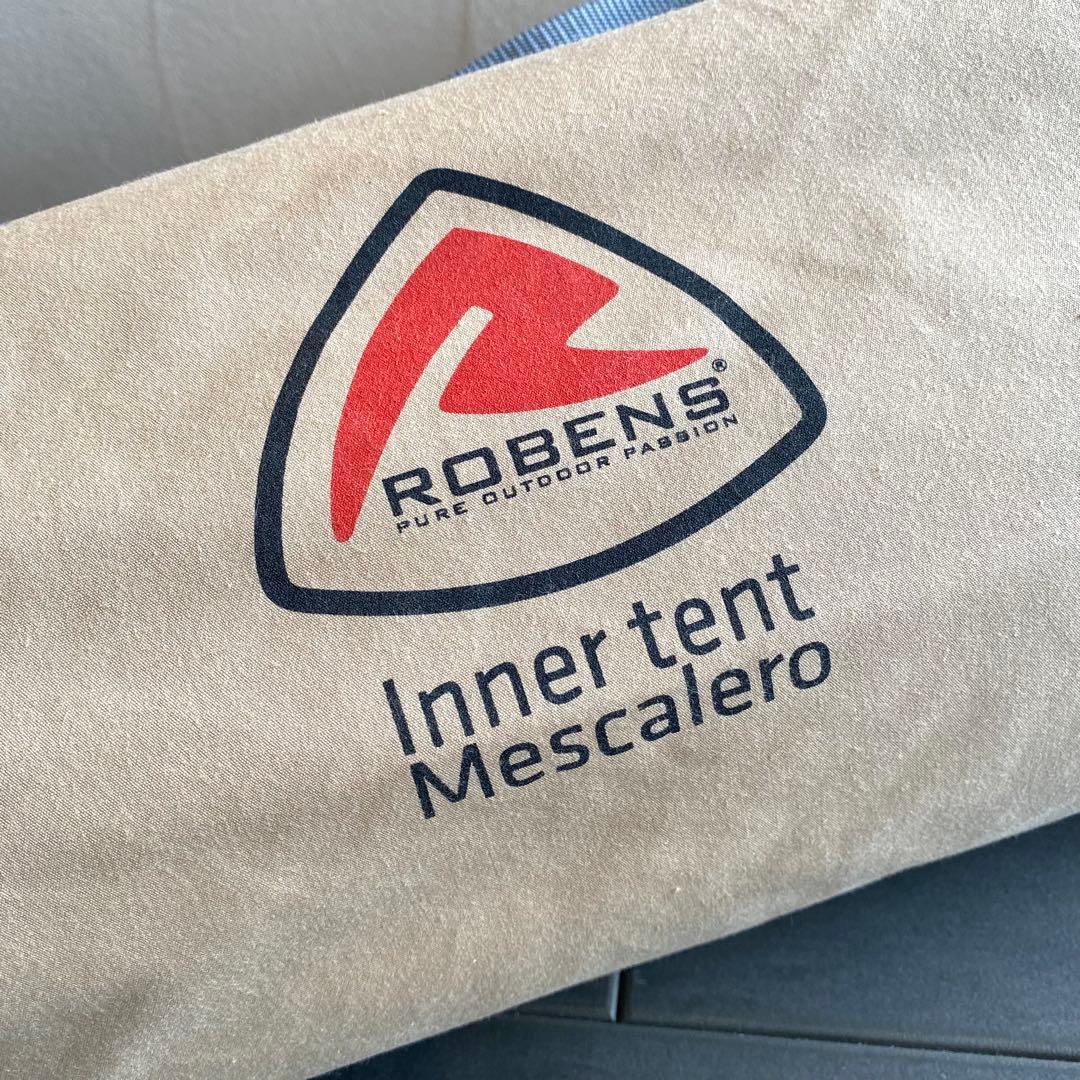 ROBENS®
PURE OUTDOOR PASSION
Inner tent
Mescalero